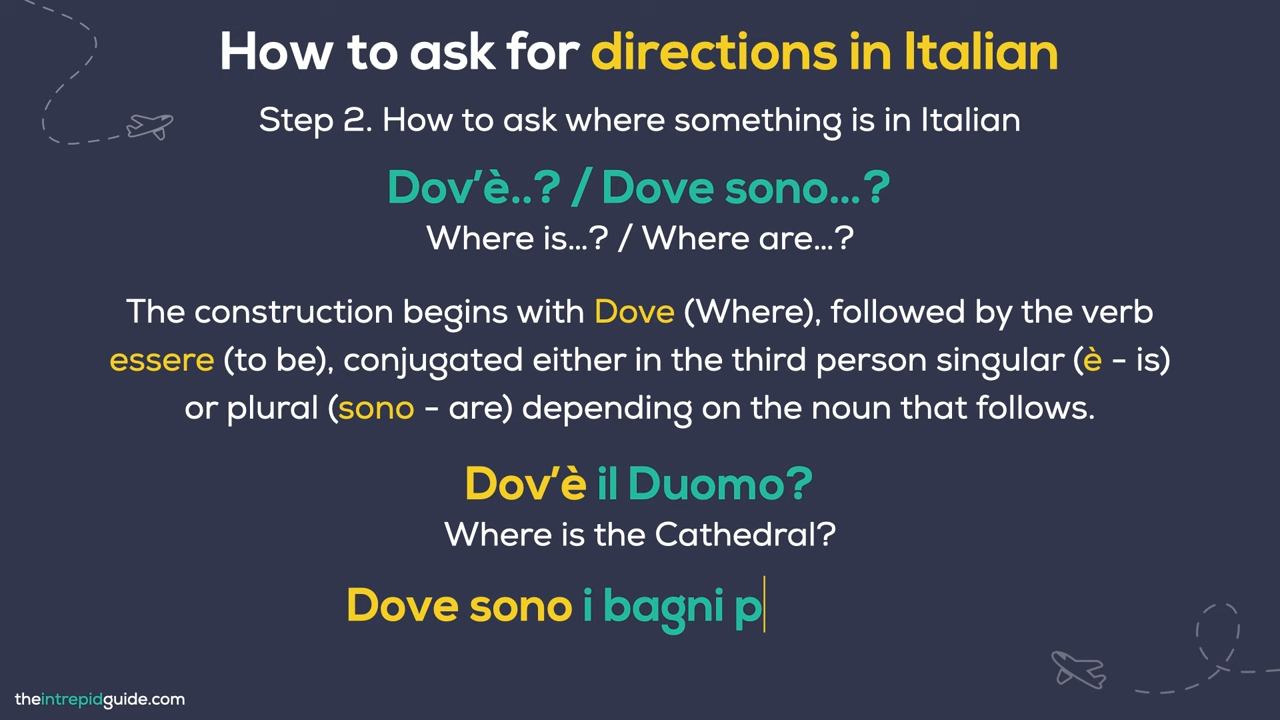 How to ask for directions in Italian
Step 2. How to ask where something is in Italian
Dov’è..? / Dove sono...?
Where is...? / Where are...?
The construction begins with Dove (Where), followed by the verb
essere (to be), conjugated either in the third person singular (è - is)
or plural (sono - are) depending on the noun that follows.
Dov’è il Duomo?
Where is the Cathedral?
Dove sono i bagni p
theintrepidguide.com